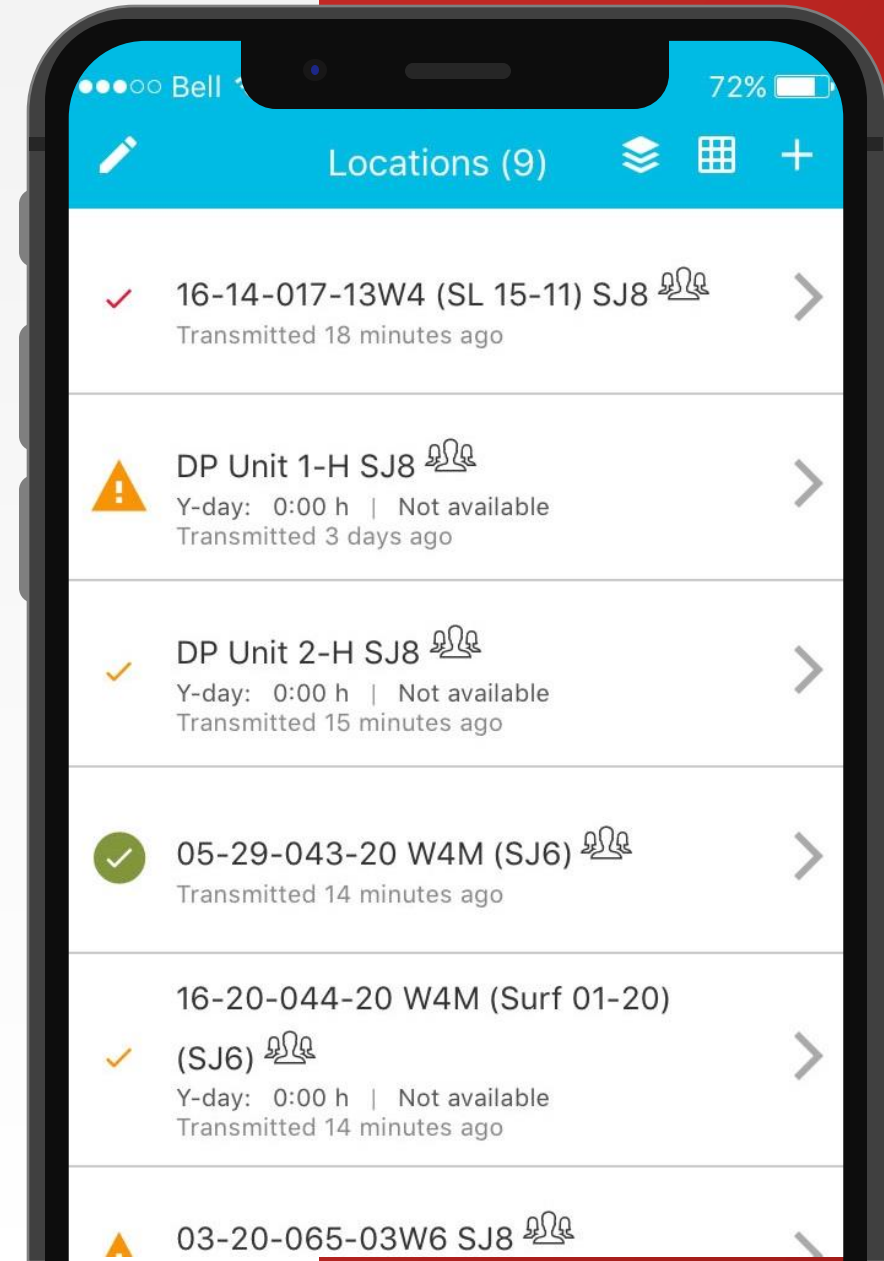 Bell 72%
Locations (9)
16-14-017-13W4 (SL 15-11) SJ8
Transmitted 18 minutes ago
DP Unit 1-H SJ8
Y-day: 0:00 h | Not available
Transmitted 3 days ago
DP Unit 2-H SJ8
Y-day: 0:00 h | Not available
Transmitted 15 minutes ago
05-29-043-20 W4M (SJ6)
Transmitted 14 minutes ago
16-20-044-20 W4M (Surf 01-20)
(SJ6)
Y-day: 0:00 h | Not available
Transmitted 14 minutes ago
03-20-065-03W6 SJ8